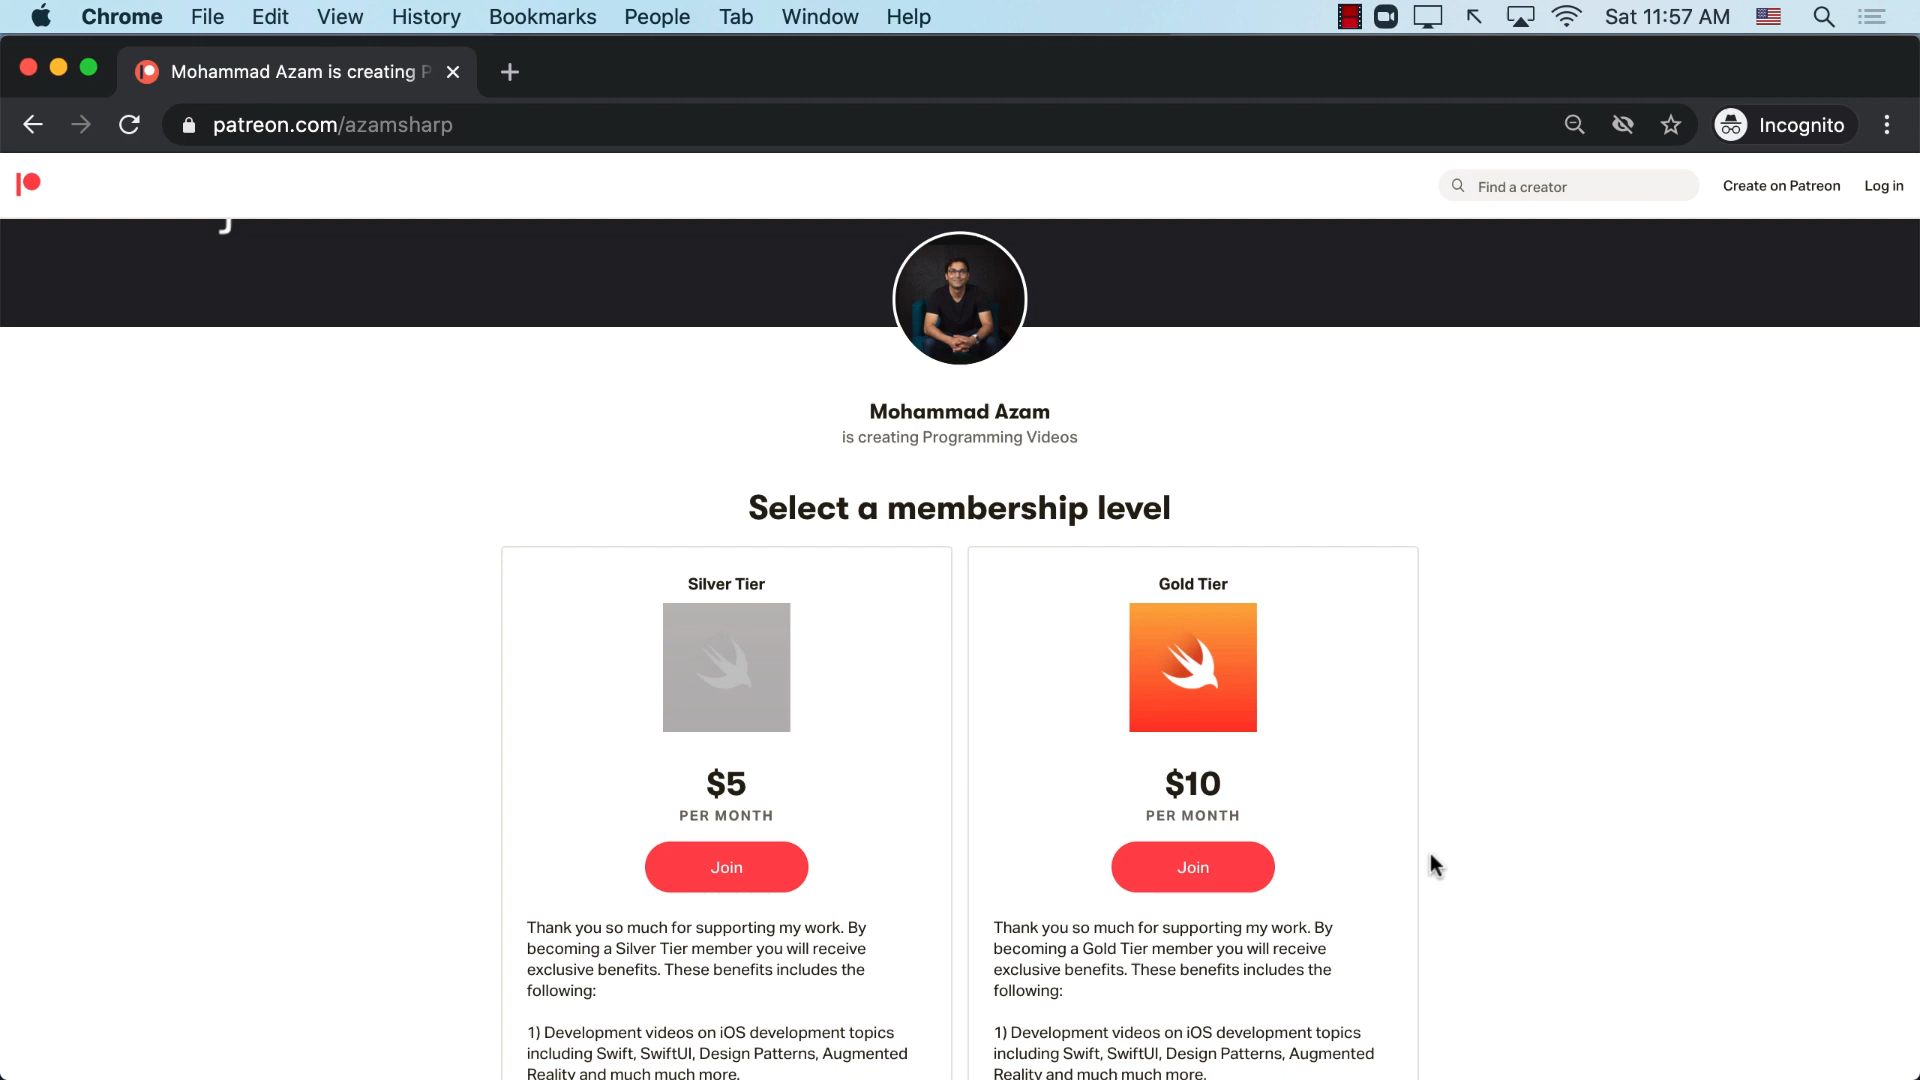 Chrome File Edit View History Bookmarks People Tab Window Help Sat 11:57 AM
Mohammad Azam is creating P
patreon.com/azamsharp Incognito
Find a creator Create on Patreon Log in
Mohammad Azam
is creating Programming Videos
Select a membership level
Silver Tier
$5
PER MONTH
Join
Thank you so much for supporting my work. By
becoming a Silver Tier member you will receive
exclusive benefits. These benefits includes the
following:
1) Development videos on iOS development topics
including Swift, SwiftUI, Design Patterns, Augmented
Reality and much much more.
Gold Tier
$10
PER MONTH
Join
Thank you so much for supporting my work. By
becoming a Gold Tier member you will receive
exclusive benefits. These benefits includes the
following:
1) Development videos on iOS development topics
including Swift, SwiftUI, Design Patterns, Augmented
Reality and much much more.